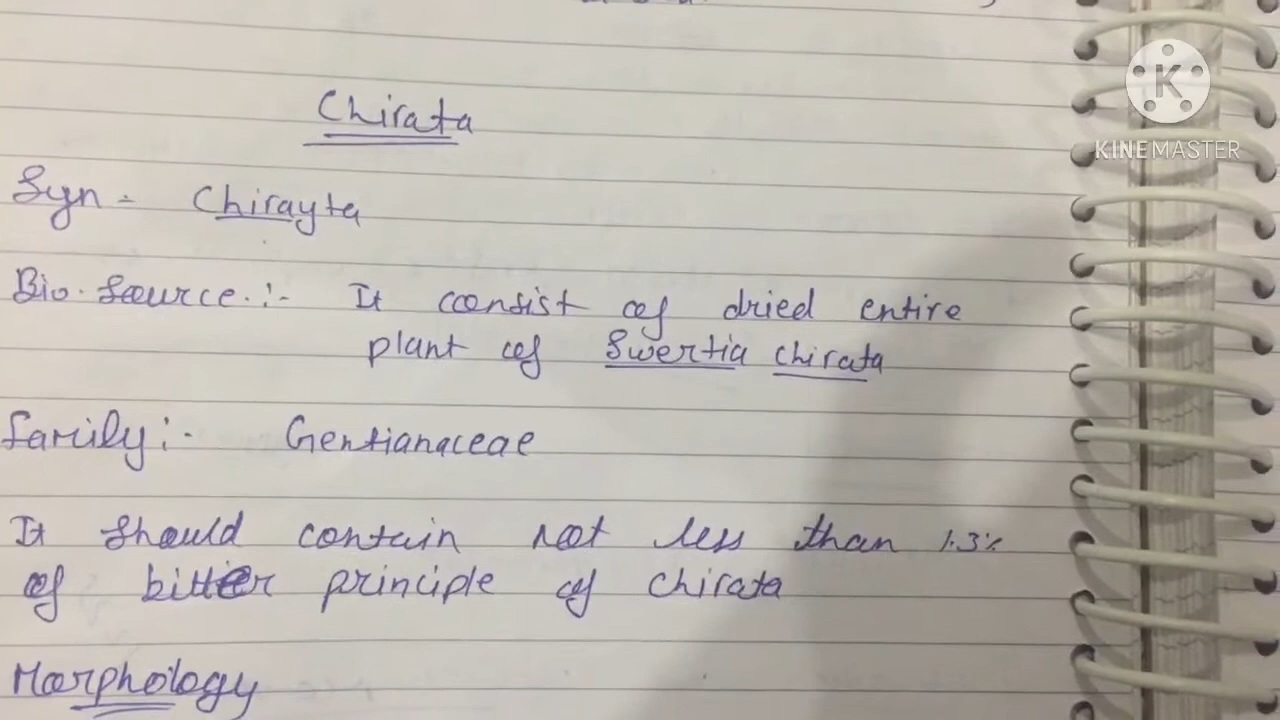 Chirata
Syn - Chirayta
Bio. Source :- It consist of dried entire
plant of Swertia chirata
Family :- Gentianaceae
It should contain not less than 1.3%
of bitter principle of chirata
Morphology
K
KINEMASTER